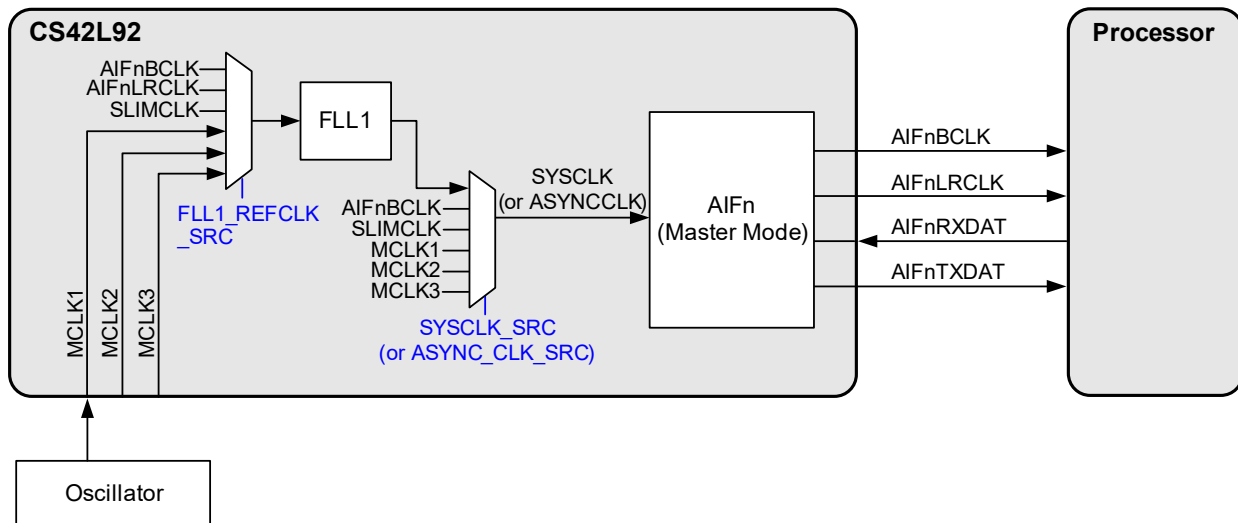 CS42L92
Processor
AIFnBCLK
AIFnLRCLK
SLIMCLK
FLL1
FLL1_REFCLK
_SRC
MCLK1
MCLK2
MCLK3
AIFnBCLK
SLIMCLK
MCLK1
MCLK2
MCLK3
SYSCLK
(or ASYNCCLK)
SYSCLK_SRC
(or ASYNC_CLK_SRC)
AIFn
(Master Mode)
AIFnBCLK
AIFnLRCLK
AIFnRXDAT
AIFnTXDAT
Oscillator